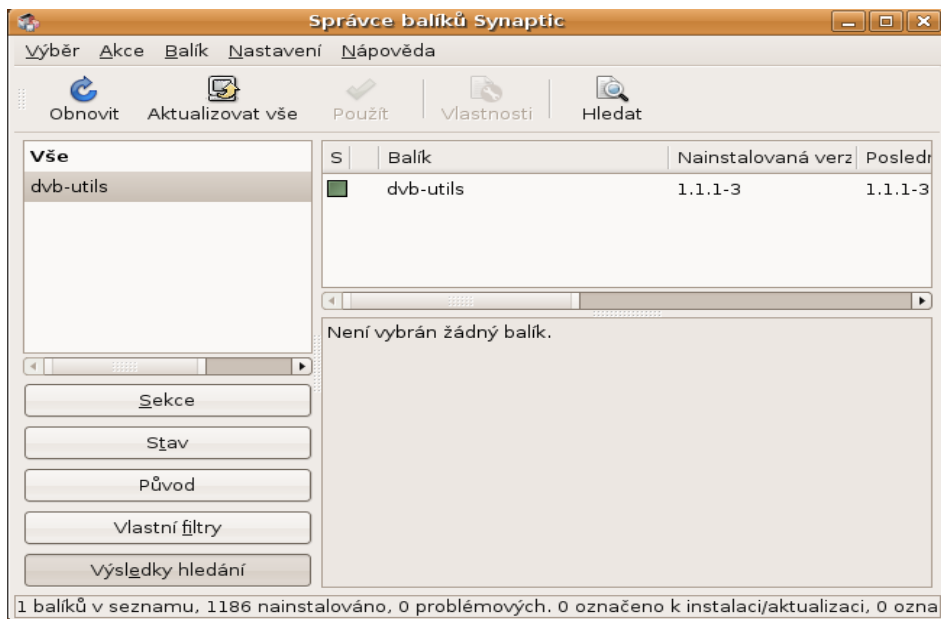 Správce balíků Synaptic
Výběr Akce Balík Nastavení Nápověda
Obnovit Aktualizovat vše Použít Vlastnosti Hledat
Vše
dvb-utils
S Balík Nainstalovaná verz Posledn
dvb-utils 1.1.1-3 1.1.1-3
Není vybrán žádný balík.
Sekce
Stav
Původ
Vlastní filtry
Výsledky hledání
1 balíků v seznamu, 1186 nainstalováno, 0 problémových. 0 označeno k instalaci/aktualizaci, 0 ozna